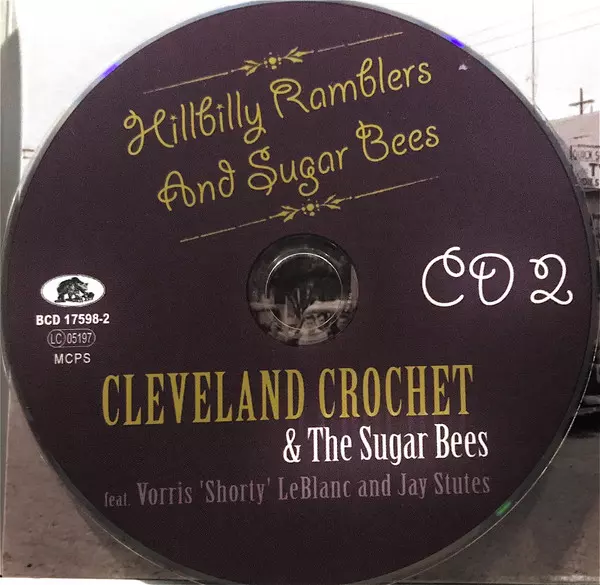 Hillbilly Ramblers
And Sugar Bees
CD 2
BCD 17598-2
LC 05197
MCPS
CLEVELAND CROCHET
& The Sugar Bees
feat. Vorris 'Shorty' LeBlanc and Jay Stutes